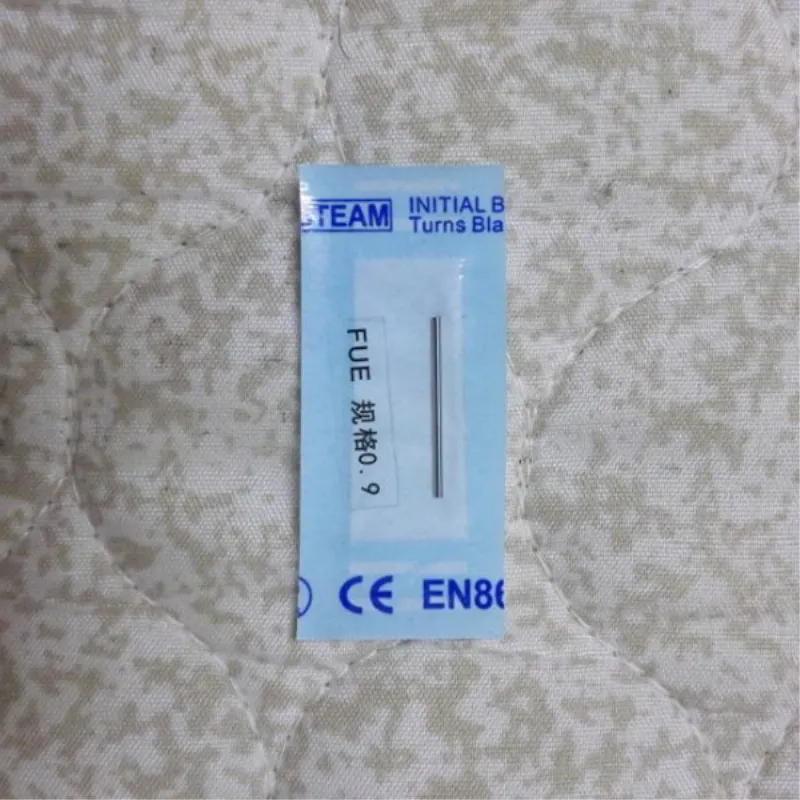 STEAM
INITIAL B
Turns Bla
FUE 规格0.9
CE EN86